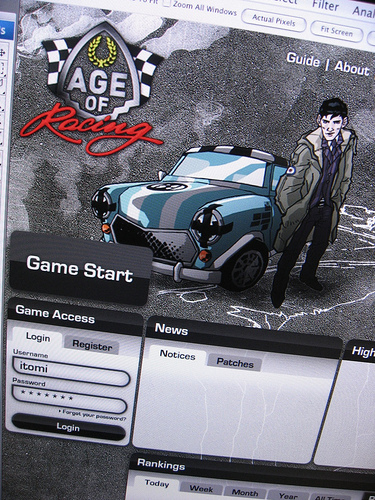 Zoom All Windows
Actual Pixels
Fit Screen
Filter
AGE
OF
Racing
Guide | About
Game Start
Game Access
Login
Register
Username
itomi
Password
*******
Forgot your password?
Login
News
Notices
Patches
High
Rankings
Today
Week
Month
Year